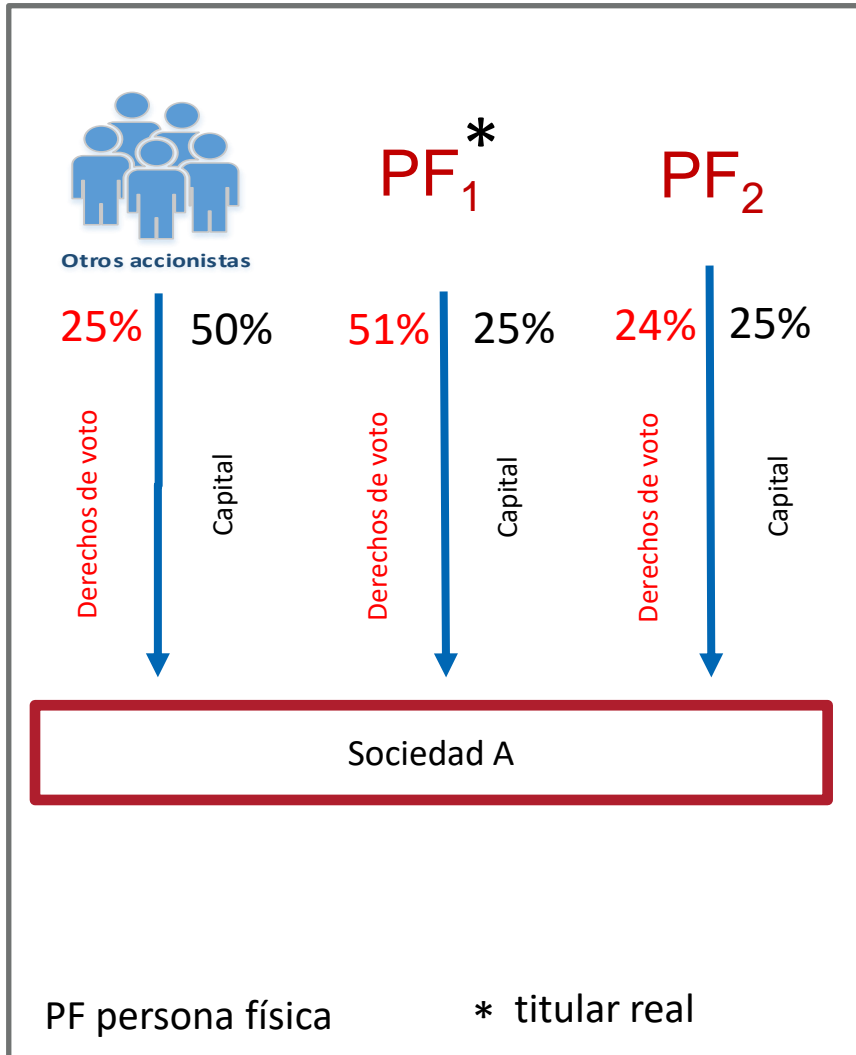 PF₁*
PF₂
Otros accionistas
25% 50% 51% 25% 24% 25%
Derechos de voto
Capital
Derechos de voto
Capital
Derechos de voto
Capital
Sociedad A
PF persona física * titular real